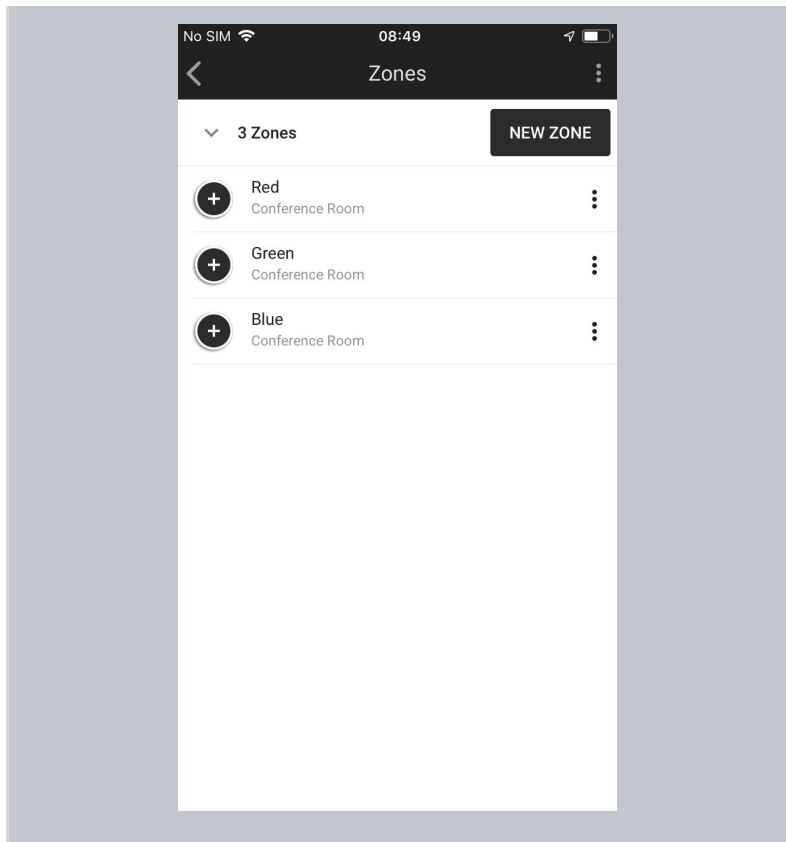 No SIM 08:49
Zones
3 Zones NEW ZONE
Red
Conference Room
Green
Conference Room
Blue
Conference Room